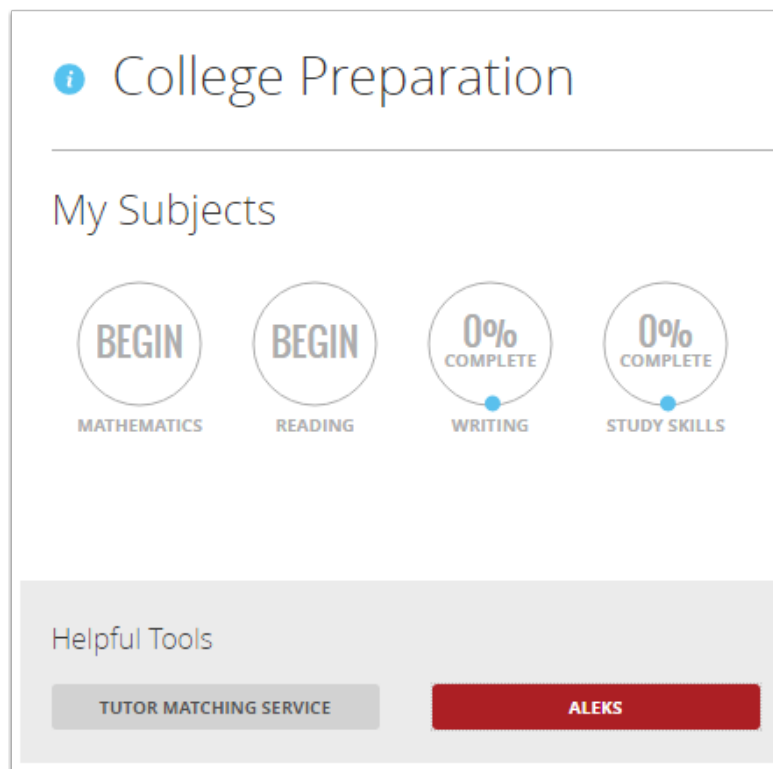 i College Preparation
My Subjects
BEGIN
MATHEMATICS
BEGIN
READING
0%
COMPLETE
WRITING
0%
COMPLETE
STUDY SKILLS
Helpful Tools
TUTOR MATCHING SERVICE
ALEKS